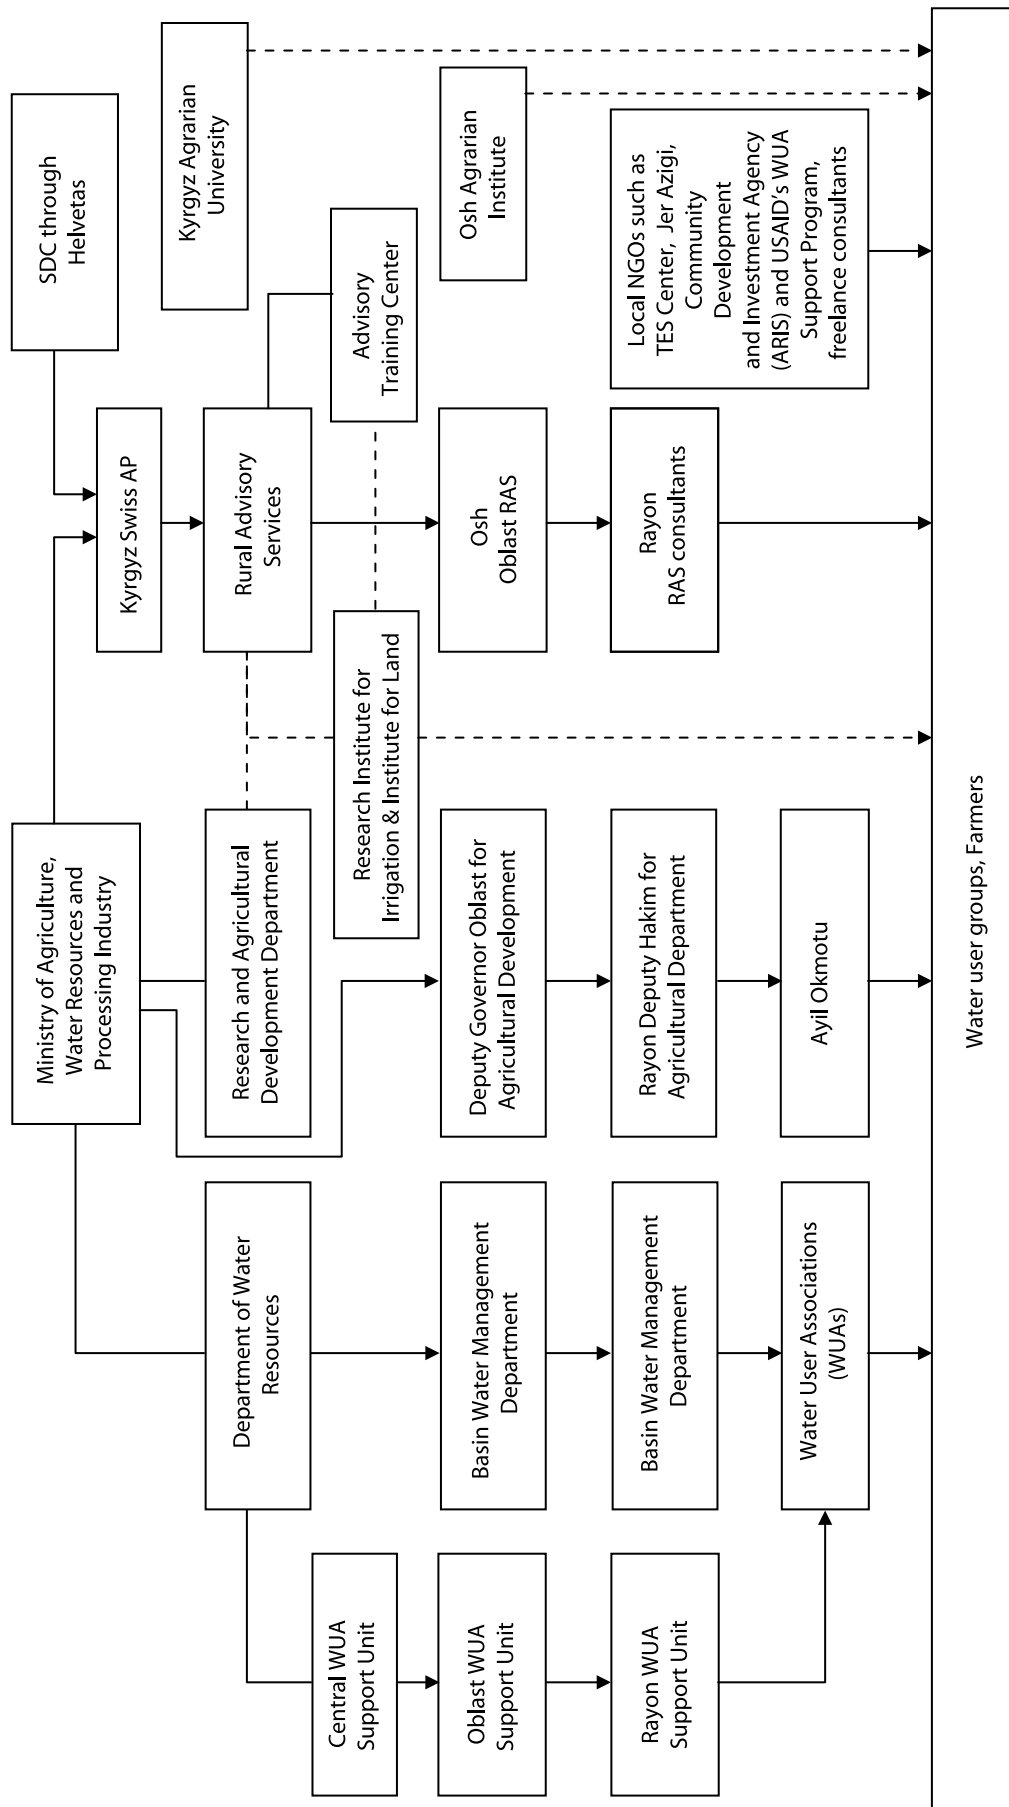 SDC through
Helvetas
Ministry of Agriculture,
Water Resources and
Processing Industry
Kyrgyz Swiss AP
Kyrgyz Agrarian
University
Department of Water
Resources
Research and Agricultural
Development Department
Rural Advisory
Services
Central WUA
Support Unit
Research Institute for
Irrigation & Institute for Land
Advisory
Training Center
Oblast WUA
Support Unit
Basin Water Management
Department
Deputy Governor Oblast for
Agricultural Development
Osh
Oblast RAS
Osh Agrarian
Institute
Rayon WUA
Support Unit
Basin Water Management
Department
Rayon Deputy Hakim for
Agricultural Department
Rayon
RAS consultants
Local NGOs such as
TES Center, Jer Azigi,
Community
Development
and Investment Agency
(ARIS) and USAID's WUA
Support Program,
freelance consultants
Water User Associations
(WUAs)
Ayil Okmotu
Water user groups, Farmers